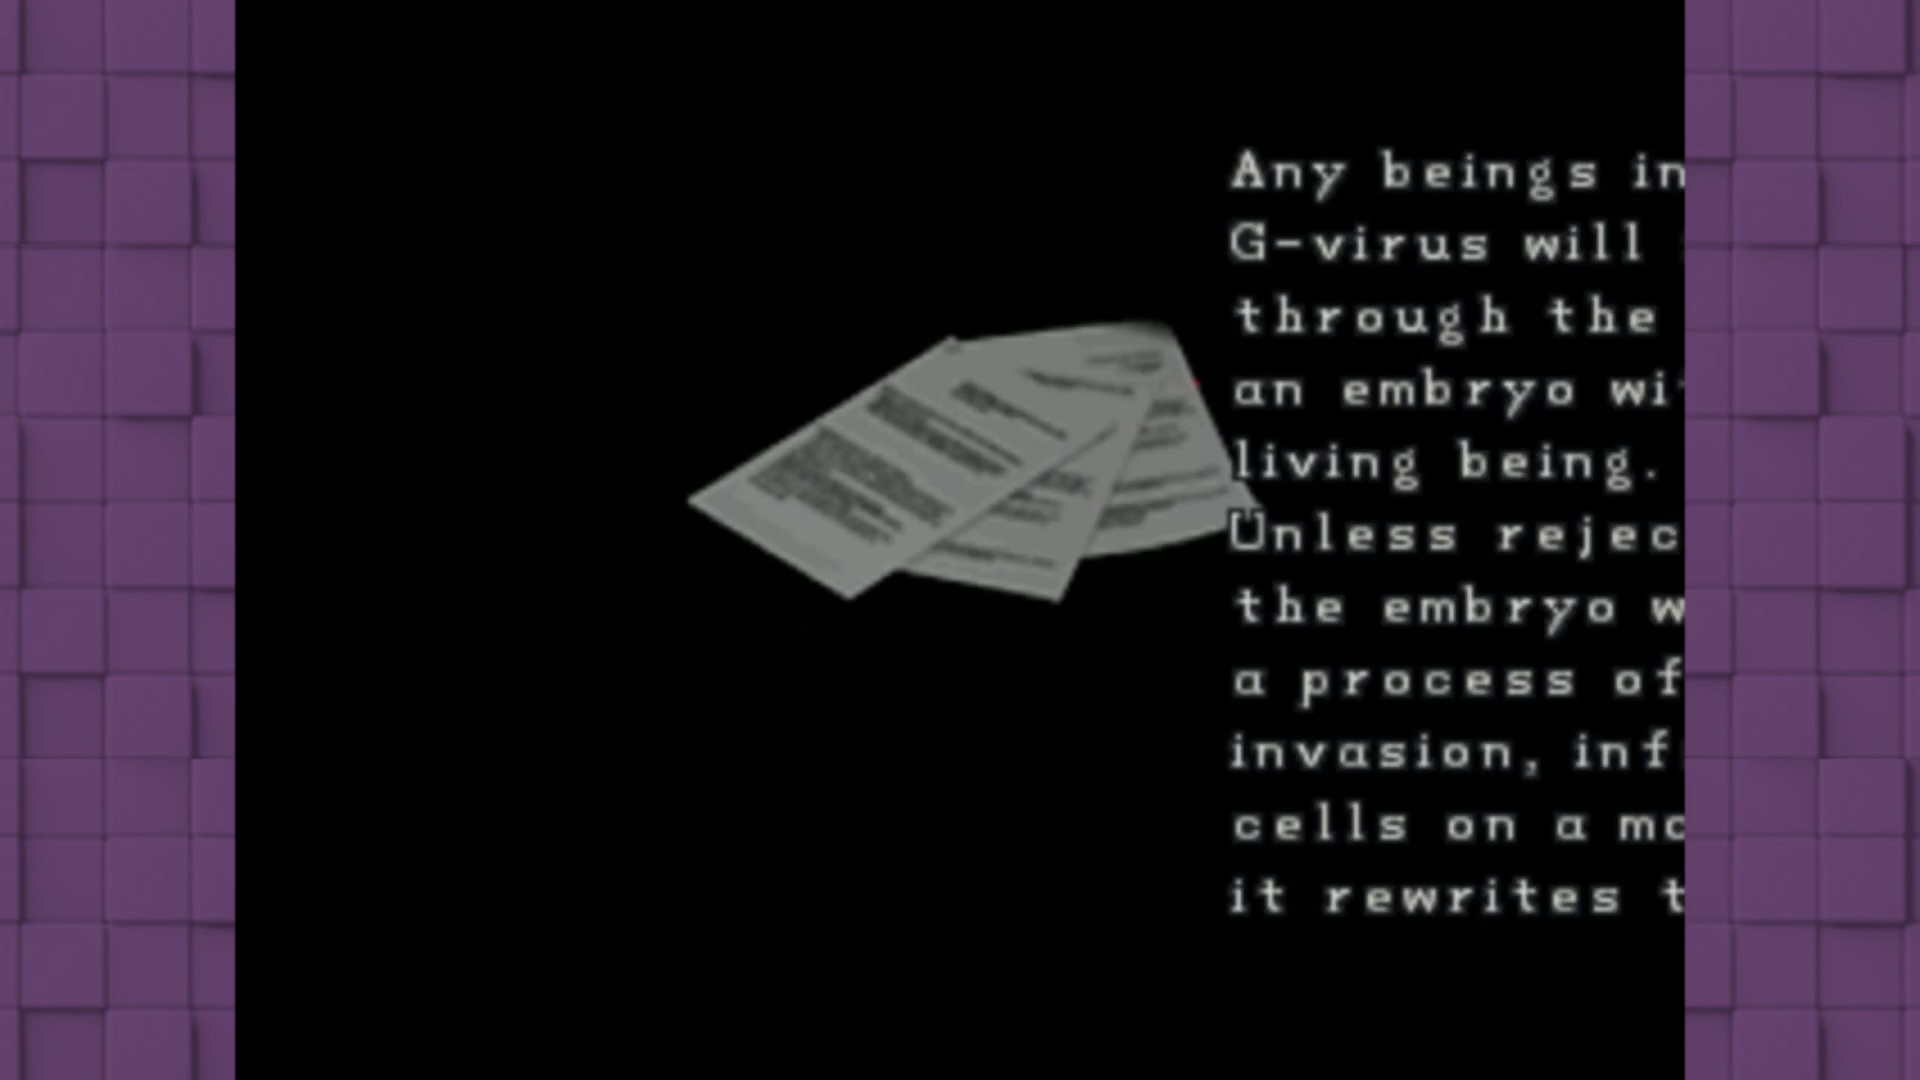 Any beings in
G-virus will
through the
an embryo wi
living being.
Unless rejec
the embryo w
a process of
invasion, inf
cells on a mo
it rewrites t